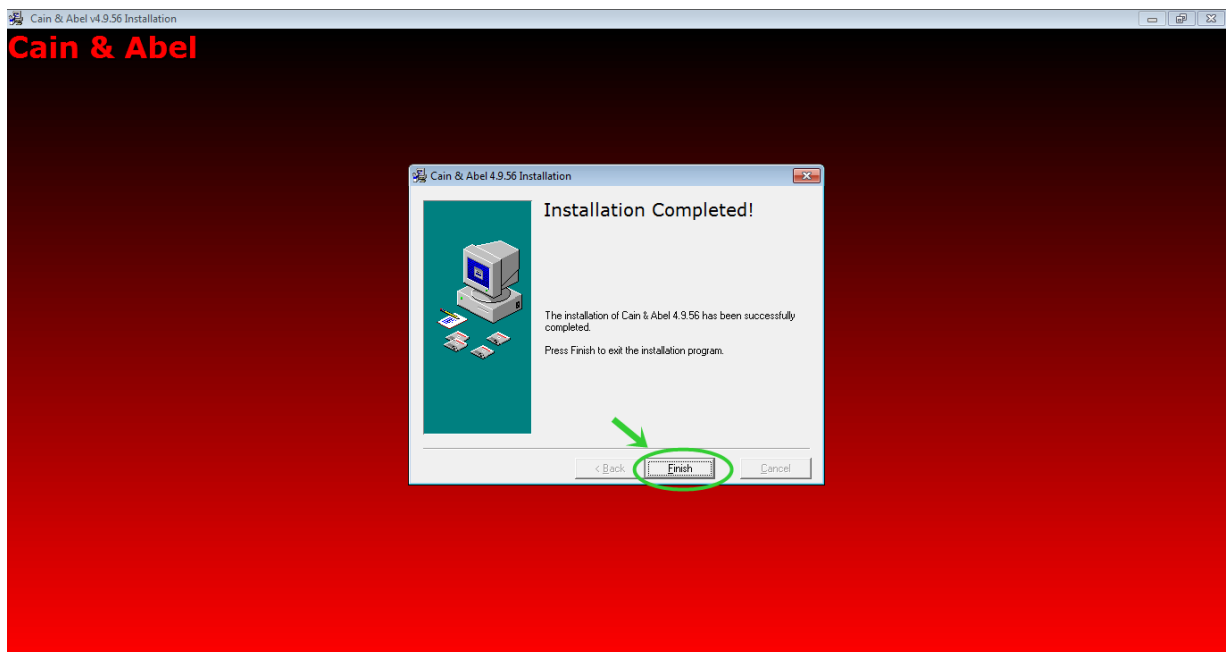 Cain & Abel v4.9.56 Installation
Cain & Abel
Cain & Abel 4.9.56 Installation
Installation Completed!
The installation of Cain & Abel 4.9.56 has been successfully
completed.
Press Finish to exit the installation program.
< Back Finish Cancel